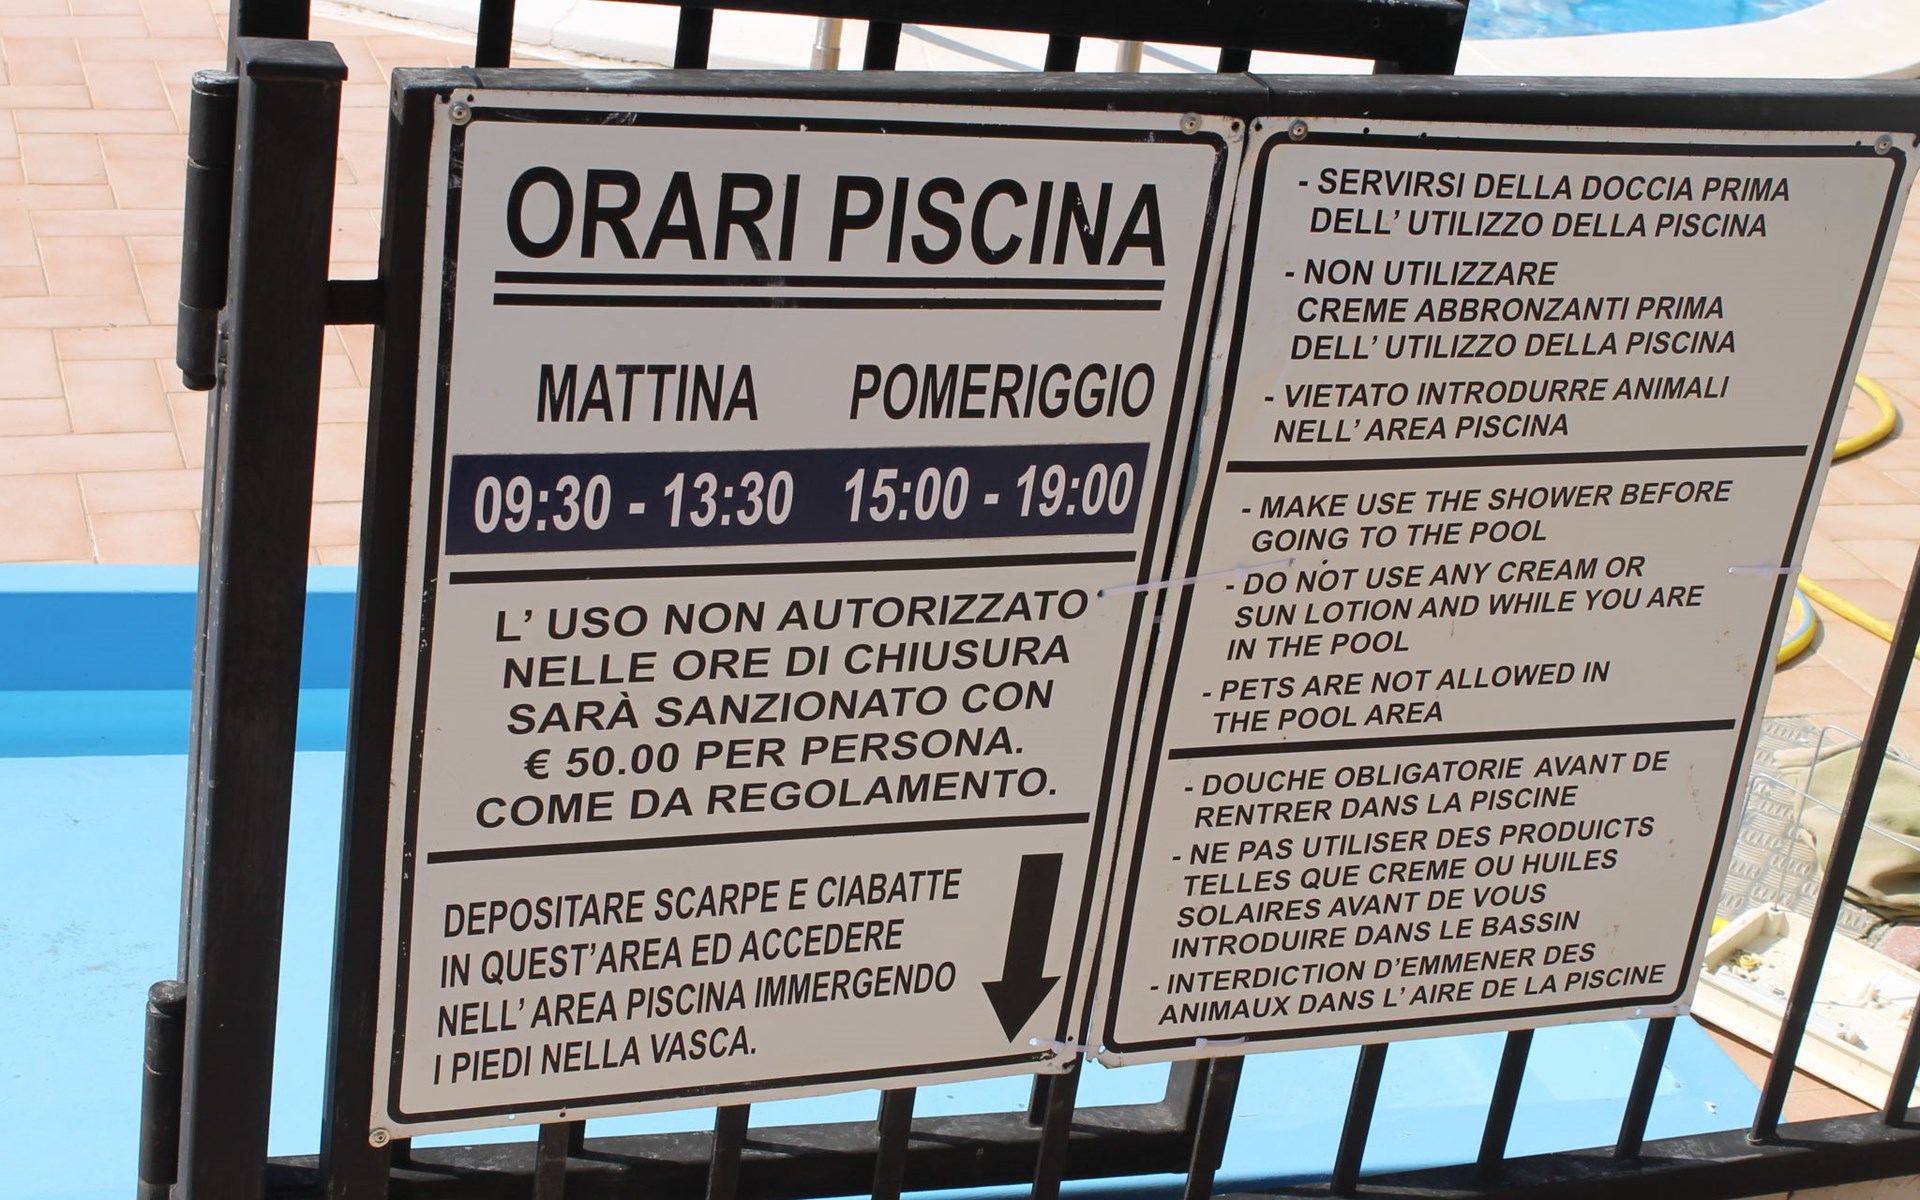 ORARI PISCINA
MATTINA POMERIGGIO
09:30 - 13:30 15:00 - 19:00
L' USO NON AUTORIZZATO
NELLE ORE DI CHIUSURA
SARÀ SANZIONATO CON
€ 50.00 PER PERSONA.
COME DA REGOLAMENTO.
DEPOSITARE SCARPE E CIABATTE
IN QUEST'AREA ED ACCEDERE
NELL' AREA PISCINA IMMERGENDO
I PIEDI NELLA VASCA.
- SERVIRSI DELLA DOCCIA PRIMA
DELL' UTILIZZO DELLA PISCINA
- NON UTILIZZARE
CREME ABBRONZANTI PRIMA
DELL' UTILIZZO DELLA PISCINA
- VIETATO INTRODURRE ANIMALI
NELL' AREA PISCINA
- MAKE USE THE SHOWER BEFORE
GOING TO THE POOL
- DO NOT USE ANY CREAM OR
SUN LOTION AND WHILE YOU ARE
IN THE POOL
- PETS ARE NOT ALLOWED IN
THE POOL AREA
- DOUCHE OBLIGATORIE AVANT DE
RENTRER DANS LA PISCINE
- NE PAS UTILISER DES PRODUICTS
TELLES QUE CREME OU HUILES
SOLAIRES AVANT DE VOUS
INTRODUIRE DANS LE BASSIN
- INTERDICTION D'EMMENER DES
ANIMAUX DANS L' AIRE DE LA PISCINE